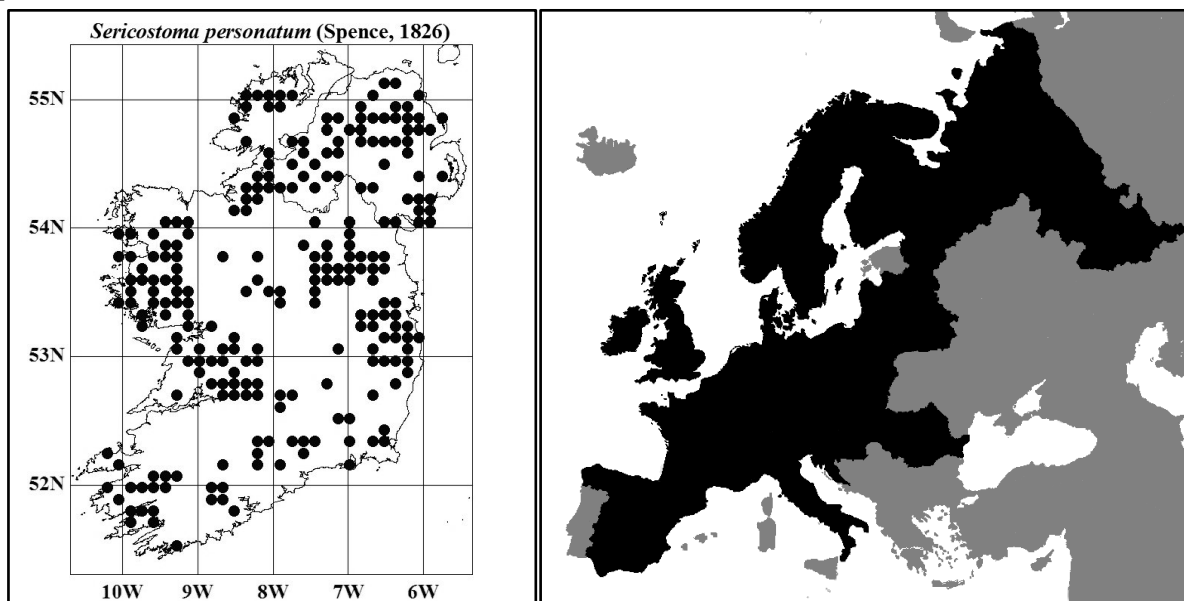 Sericostoma personatum (Spence, 1826)
55N
54N
53N
52N
10W 9W 8W 7W 6W